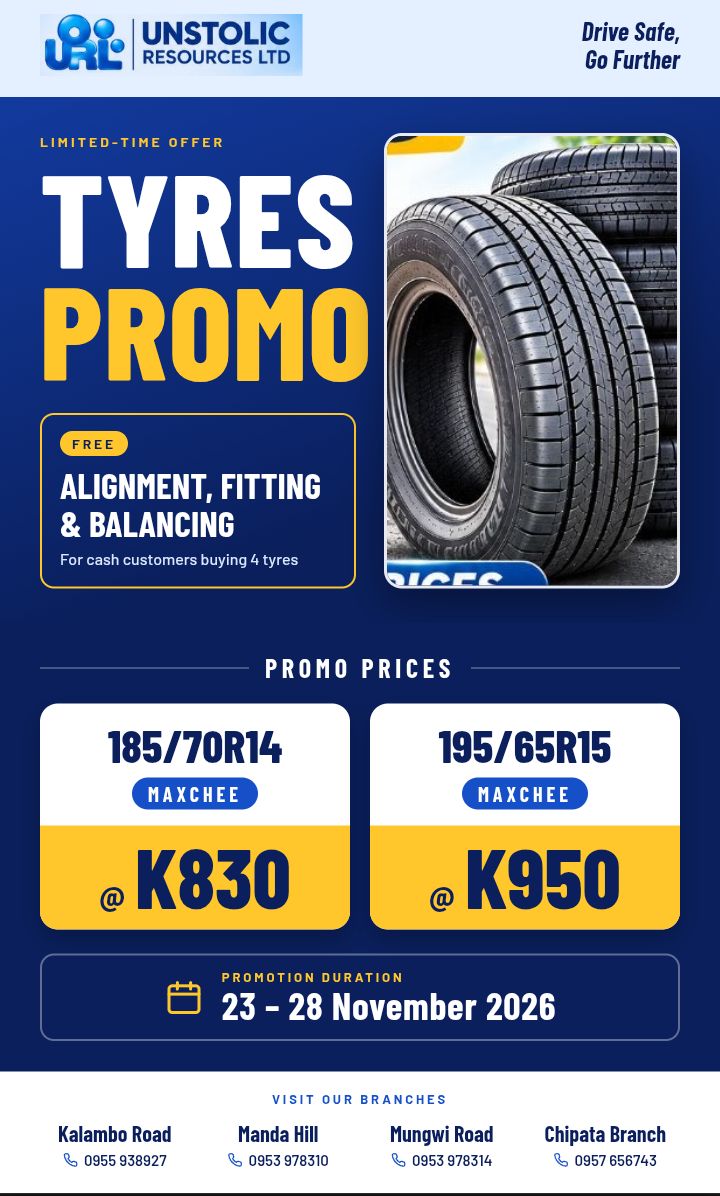 URL UNSTOLIC
RESOURCES LTD
Drive Safe,
Go Further
LIMITED-TIME OFFER
TYRES
PROMO
FREE
ALIGNMENT, FITTING
& BALANCING
For cash customers buying 4 tyres
PROMO PRICES
185/70R14
MAXCHEE
@ K830
195/65R15
MAXCHEE
@ K950
PROMOTION DURATION
23 – 28 November 2026
VISIT OUR BRANCHES
Kalambo Road
0955 938927
Manda Hill
0953 978310
Mungwi Road
0953 978314
Chipata Branch
0957 656743